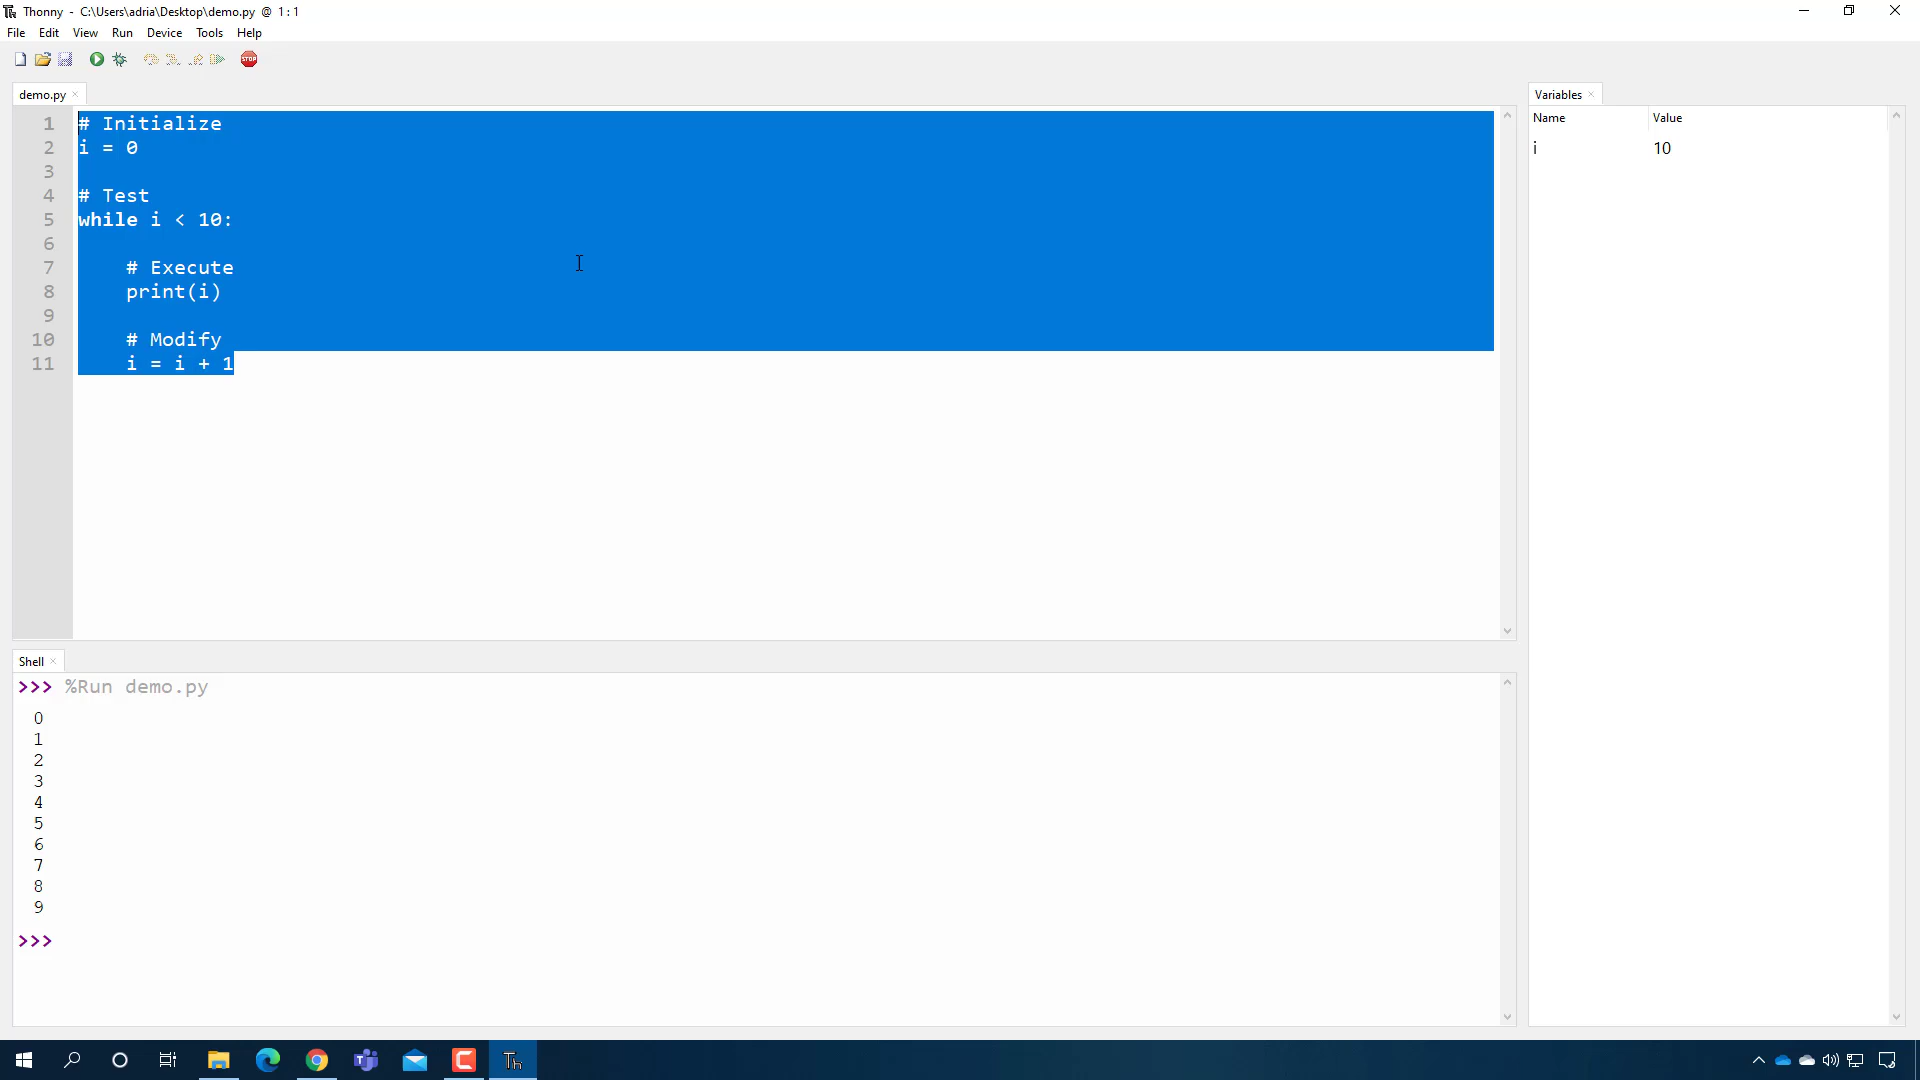 Thonny - C:\Users\adria\Desktop\demo.py @ 1 : 1
File Edit View Run Device Tools Help
STOP
demo.py
1 # Initialize
2 i = 0
3
4 # Test
5 while i < 10:
6
7 # Execute
8 print(i)
9
10 # Modify
11 i = i + 1
Variables
Name Value
i 10
Shell
>>> %Run demo.py
0
1
2
3
4
5
6
7
8
9
>>>
Th